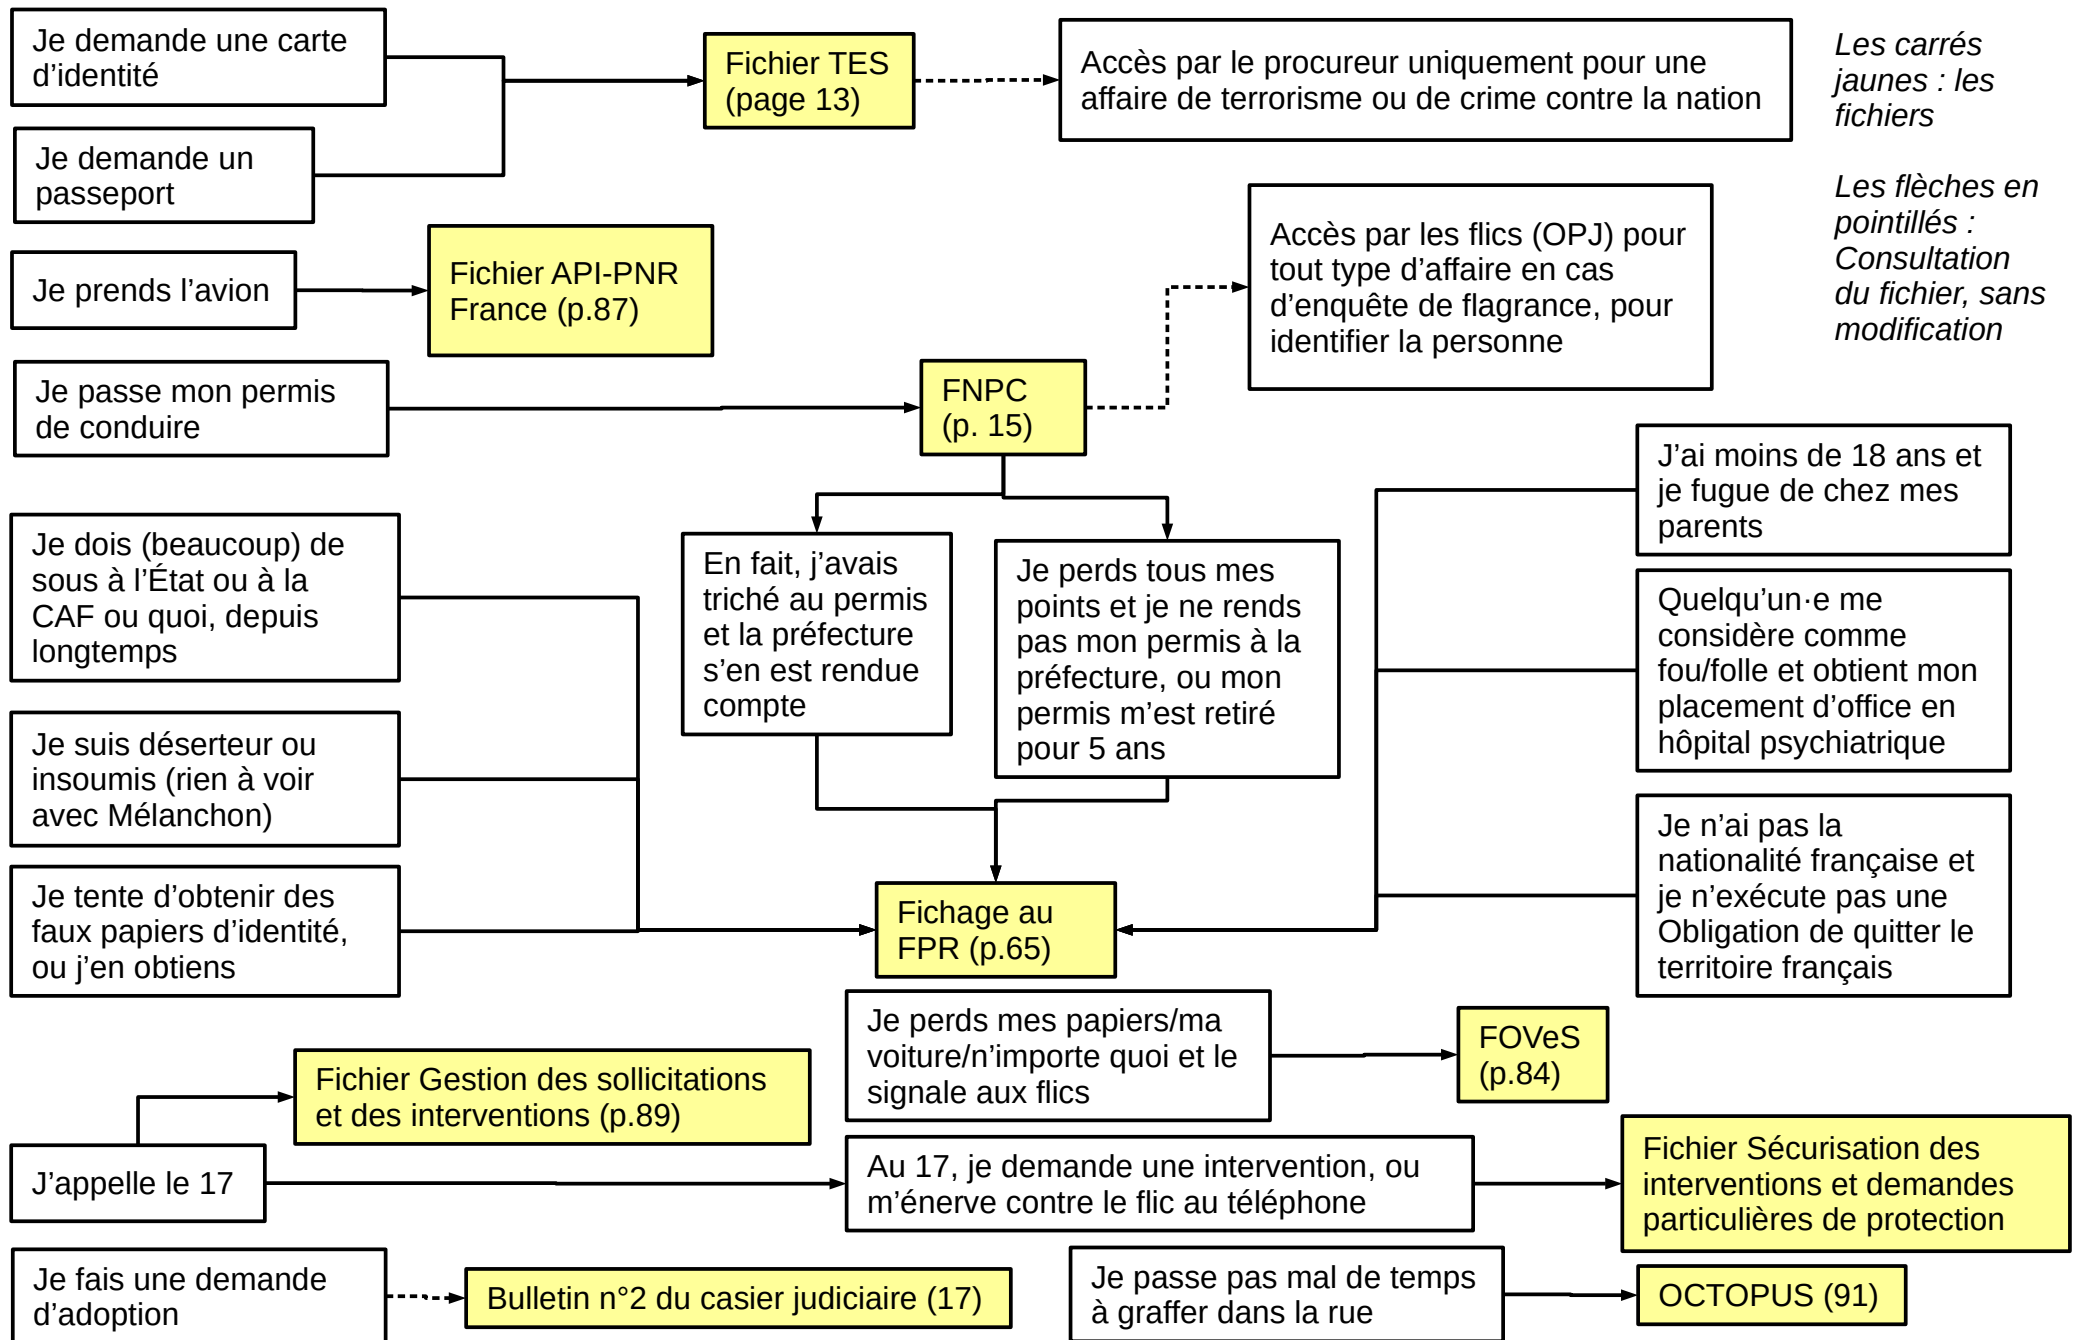 Je demande une carte
d’identité
Fichier TES
(page 13)
Accès par le procureur uniquement pour une
affaire de terrorisme ou de crime contre la nation
Les carrés
jaunes : les
fichiers
Je demande un
passeport
Les flèches en
pointillés :
Consultation
du fichier, sans
modification
Je prends l’avion
Fichier API-PNR
France (p.87)
Accès par les flics (OPJ) pour
tout type d’affaire en cas
d’enquête de flagrance, pour
identifier la personne
Je passe mon permis
de conduire
FNPC
(p. 15)
J’ai moins de 18 ans et
je fugue de chez mes
parents
Je dois (beaucoup) de
sous à l’État ou à la
CAF ou quoi, depuis
longtemps
En fait, j’avais
triché au permis
et la préfecture
s’en est rendue
compte
Je perds tous mes
points et je ne rends
pas mon permis à la
préfecture, ou mon
permis m’est retiré
pour 5 ans
Quelqu’un·e me
considère comme
fou/folle et obtient mon
placement d’office en
hôpital psychiatrique
Je suis déserteur ou
insoumis (rien à voir
avec Mélanchon)
Je n’ai pas la
nationalité française et
je n’exécute pas une
Obligation de quitter le
territoire français
Je tente d’obtenir des
faux papiers d’identité,
ou j’en obtiens
Fichage au
FPR (p.65)
Je perds mes papiers/ma
voiture/n’importe quoi et le
signale aux flics
FOVeS
(p.84)
Fichier Gestion des sollicitations
et des interventions (p.89)
J’appelle le 17
Au 17, je demande une intervention, ou
m’énerve contre le flic au téléphone
Fichier Sécurisation des
interventions et demandes
particulières de protection
Je fais une demande
d’adoption
Bulletin n°2 du casier judiciaire (17)
Je passe pas mal de temps
à graffer dans la rue
OCTOPUS (91)